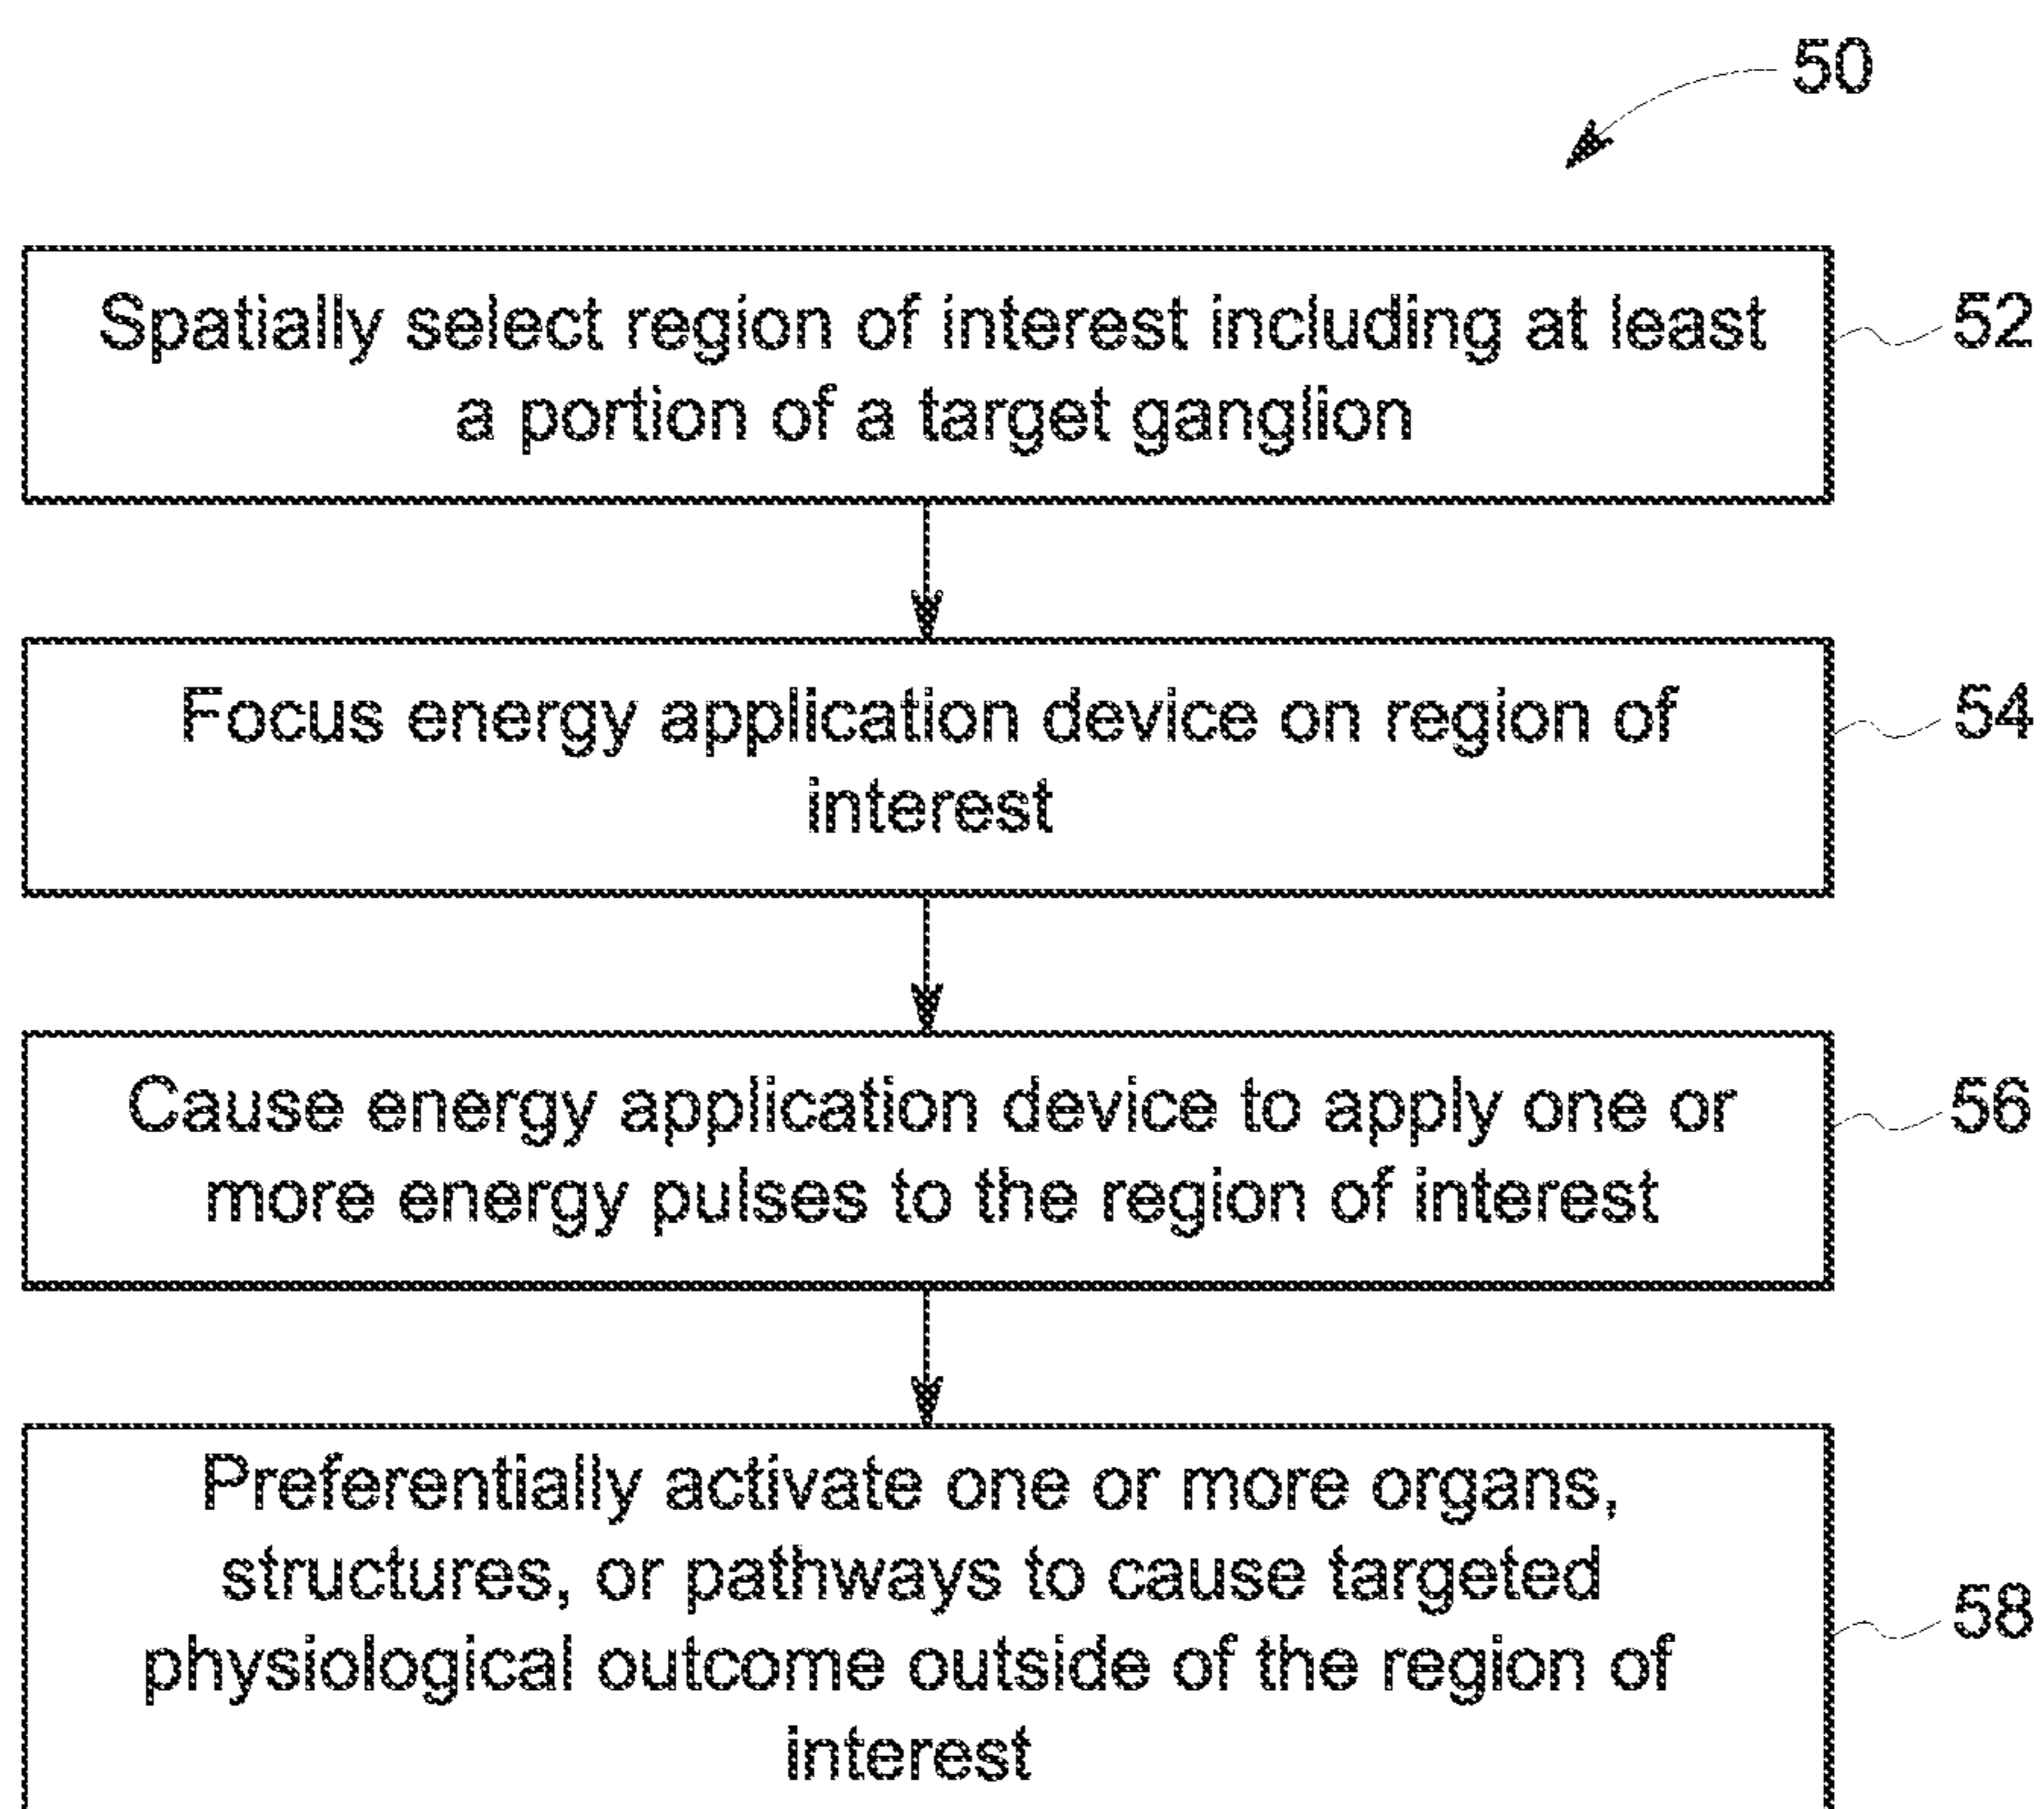 50
Spatially select region of interest including at least
a portion of a target ganglion
52
Focus energy application device on region of
interest
54
Cause energy application device to apply one or
more energy pulses to the region of interest
56
Preferentially activate one or more organs,
structures, or pathways to cause targeted
physiological outcome outside of the region of
interest
58